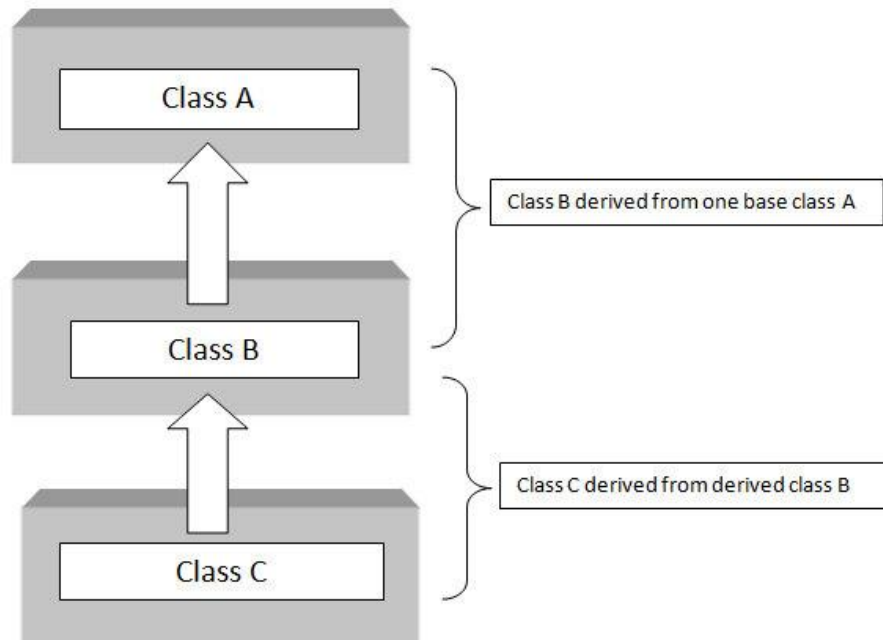 Class A
Class B derived from one base class A
Class B
Class C derived from derived class B
Class C